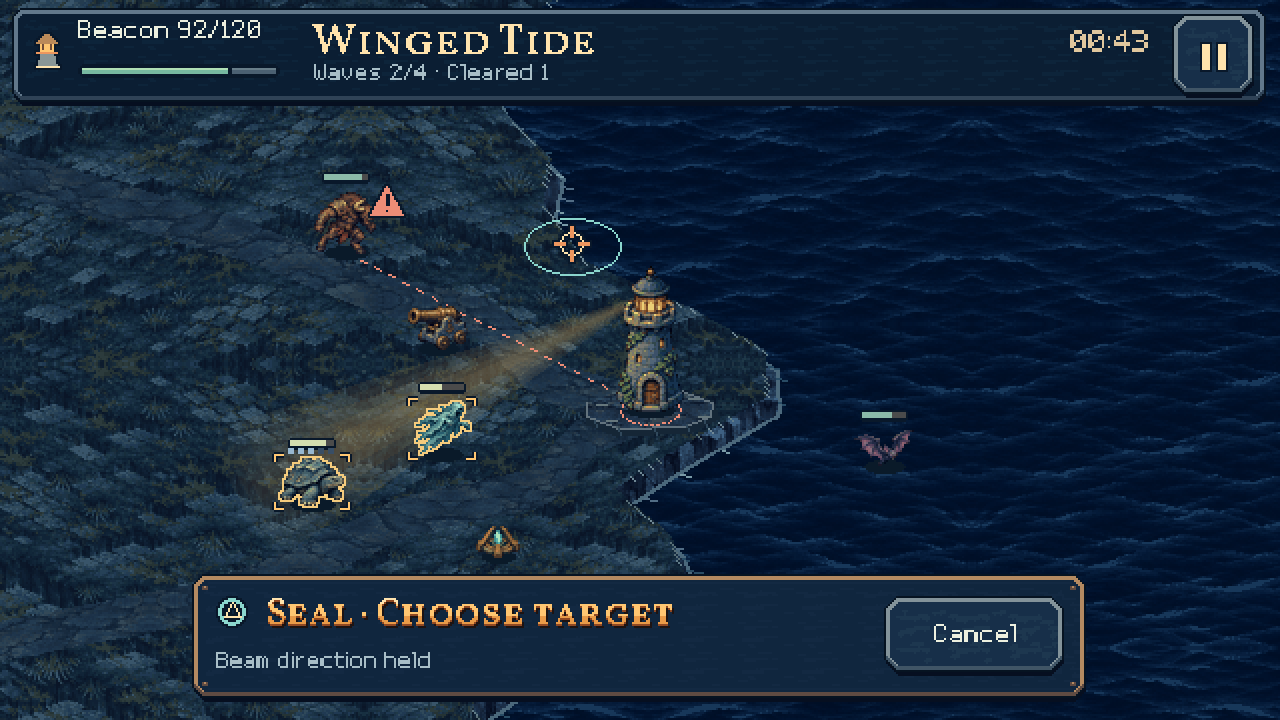 Beacon 92/120
Winged Tide
Waves 2/4 · Cleared 1
00:43
Seal · Choose target
Beam direction held
Cancel